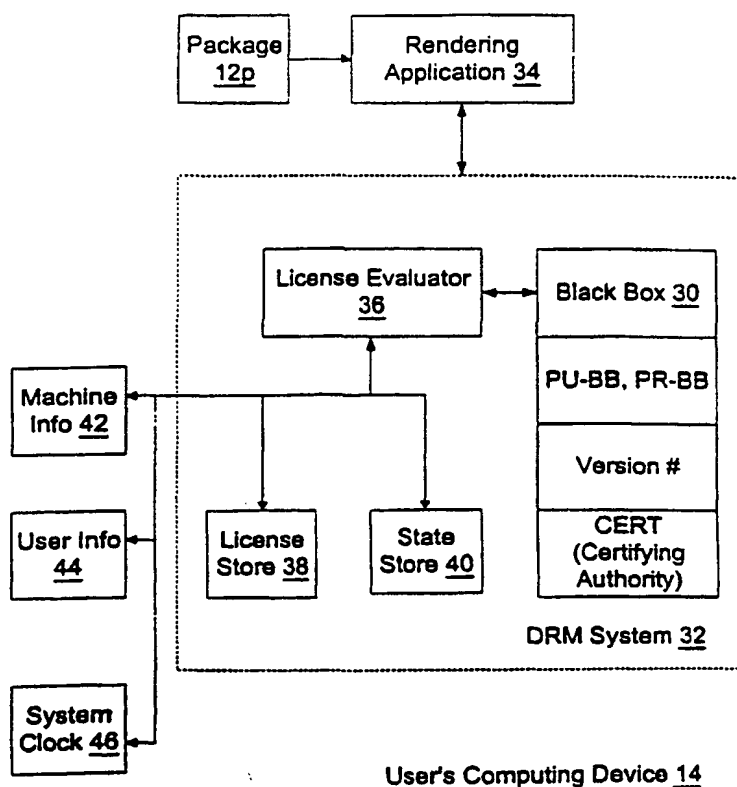 Package
12p
Rendering
Application 34
License Evaluator
36
Black Box 30
PU-BB, PR-BB
Version #
CERT
(Certifying
Authority)
Machine
Info 42
User Info
44
License
Store 38
State
Store 40
DRM System 32
System
Clock 46
User's Computing Device 14